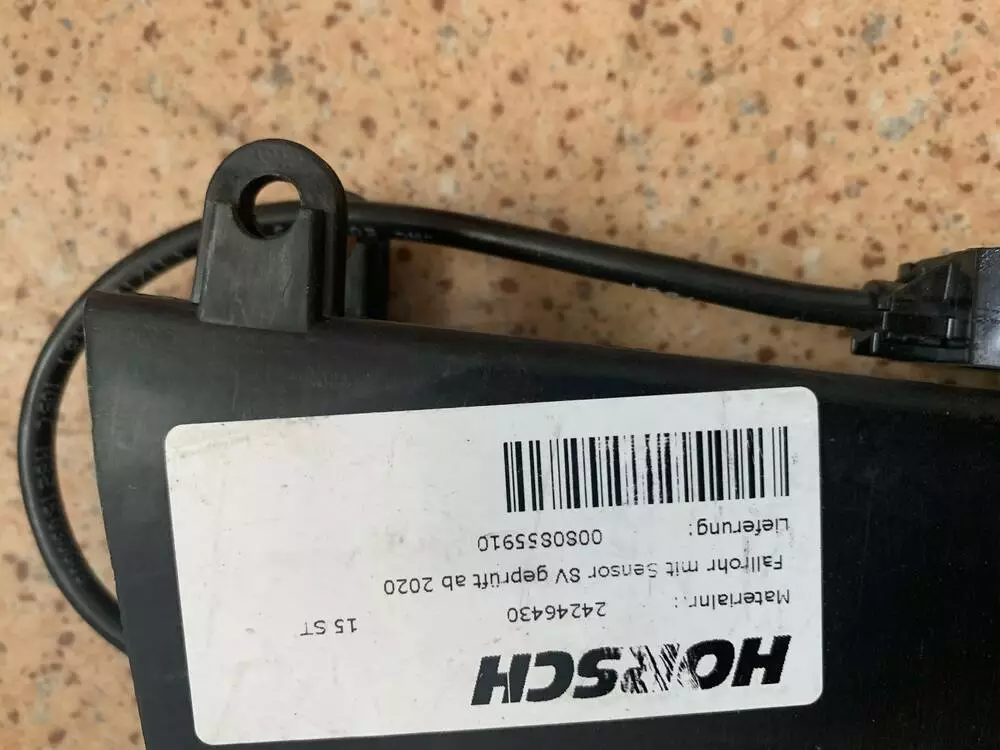 HORSCH
Materialnr.: 24246430 15 ST
Fallrohr mit Sensor SV geprüft ab 2020
Lieferung: 0080855910